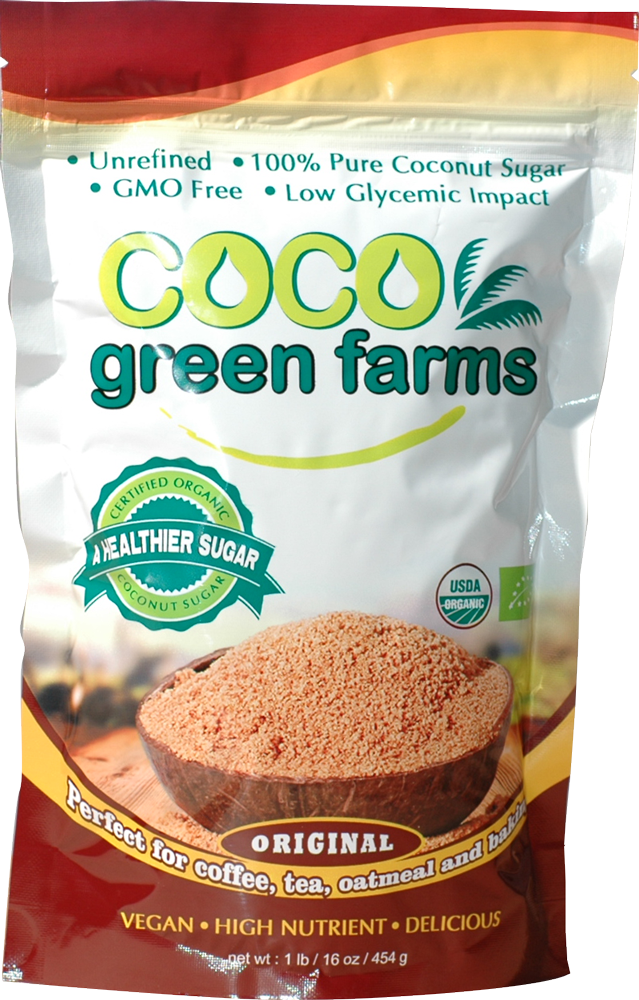 • Unrefined • 100% Pure Coconut Sugar
• GMO Free • Low Glycemic Impact
COCO
green farms
CERTIFIED ORGANIC
A HEALTHIER SUGAR
COCONUT SUGAR
USDA
ORGANIC
ORIGINAL
Perfect for coffee, tea, oatmeal and
VEGAN • HIGH NUTRIENT • DELICIOUS
net wt : 1 lb / 16 oz / 454 g